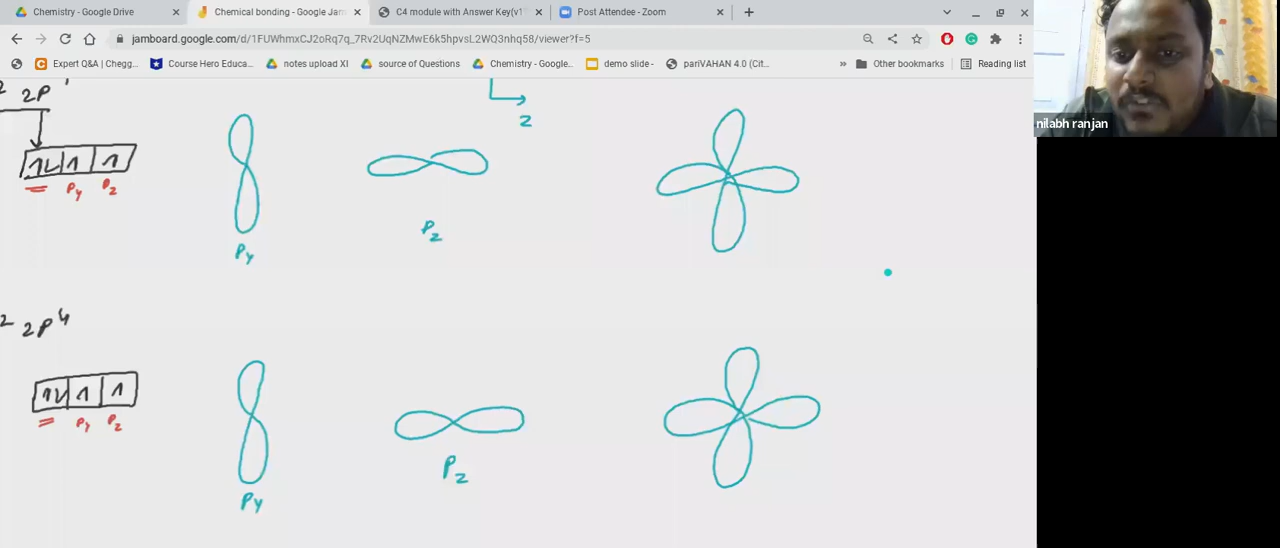 Chemistry - Google Drive
Chemical bonding - Google Jam
C4 module with Answer Key(v1
Post Attendee - Zoom
jamboard.google.com/d/1FUWhmxCJ2oRq7q_7Rv2UqNZMwE6k5hpvsL2WQ3nhq58/viewer?f=5
Expert Q&A | Chegg...
Course Hero Educa...
notes upload XI
source of Questions
Chemistry - Google...
demo slide -
pariVAHAN 4.0 (Cit...
»
Other bookmarks
Reading list
nilabh ranjan
2 2P
z
Py Pz
Py
Pz
2 2P4
Py Pz
Py
Pz